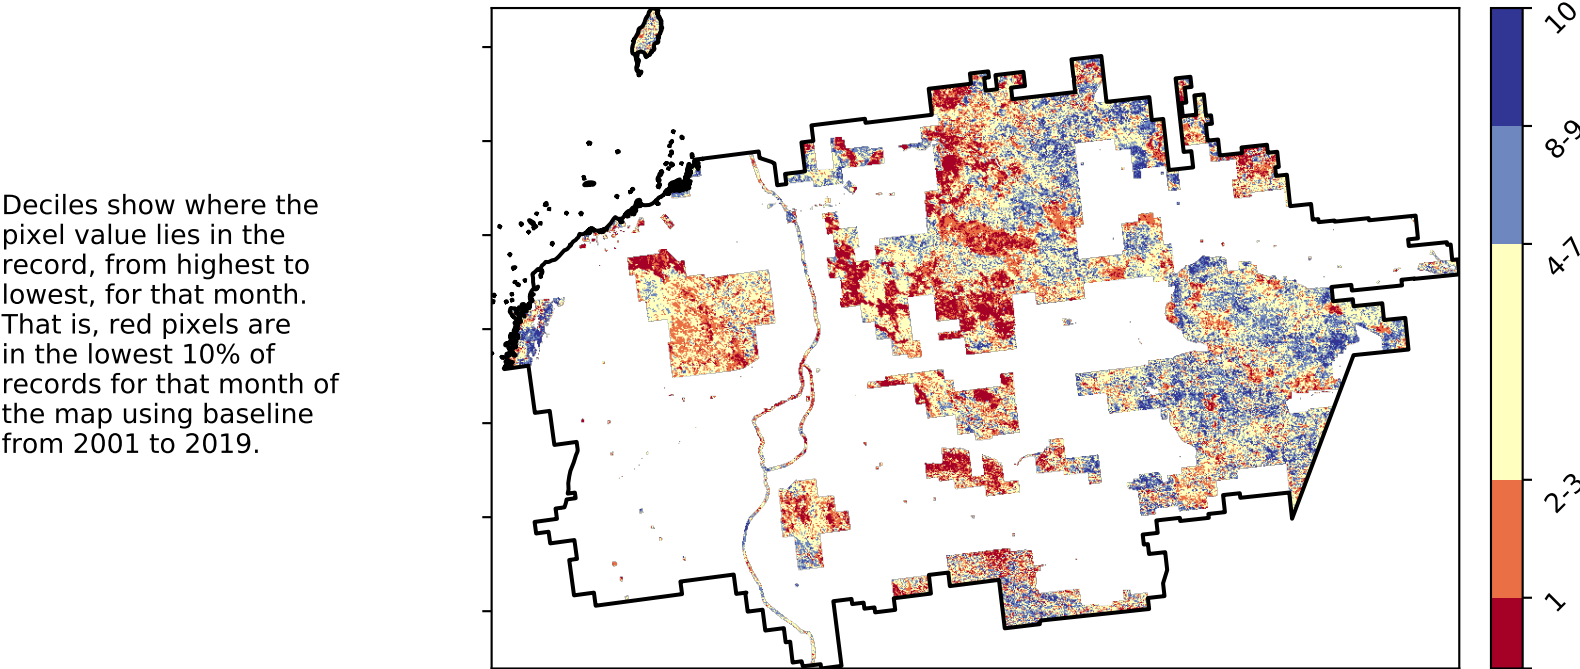 Deciles show where the
pixel value lies in the
record, from highest to
lowest, for that month.
That is, red pixels are
in the lowest 10% of
records for that month of
the map using baseline
from 2001 to 2019.
10
8-9
4-7
2-3
1